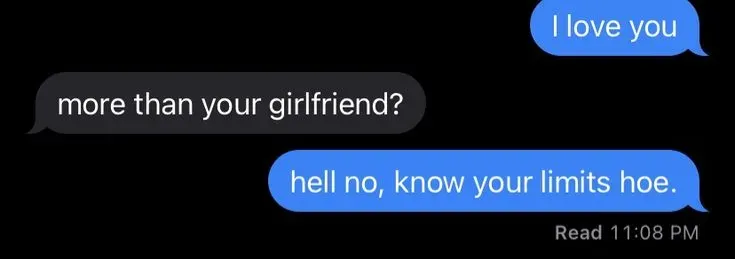 I love you
more than your girlfriend?
hell no, know your limits hoe.
Read 11:08 PM